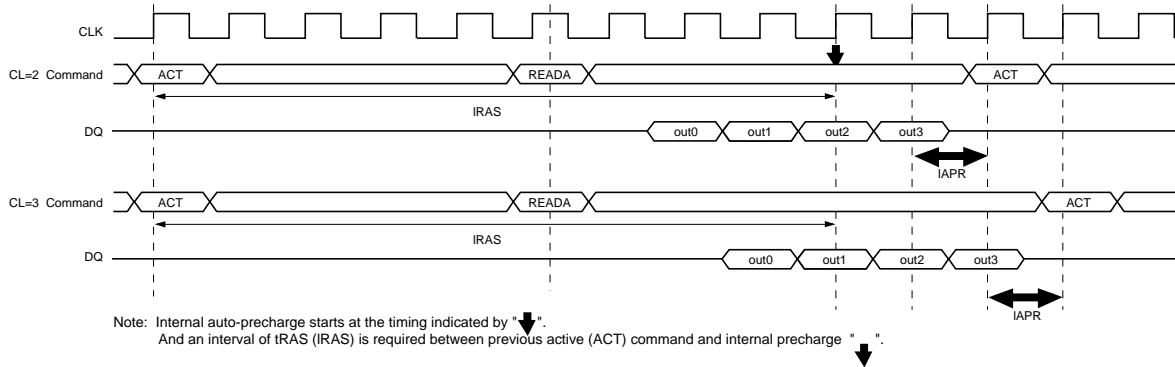 CLK
CL=2 Command ACT READA ACT
lRAS
DQ out0 out1 out2 out3
lAPR
CL=3 Command ACT READA ACT
lRAS
DQ out0 out1 out2 out3
lAPR
Note: Internal auto-precharge starts at the timing indicated by " ".
And an interval of tRAS (lRAS) is required between previous active (ACT) command and internal precharge " ".